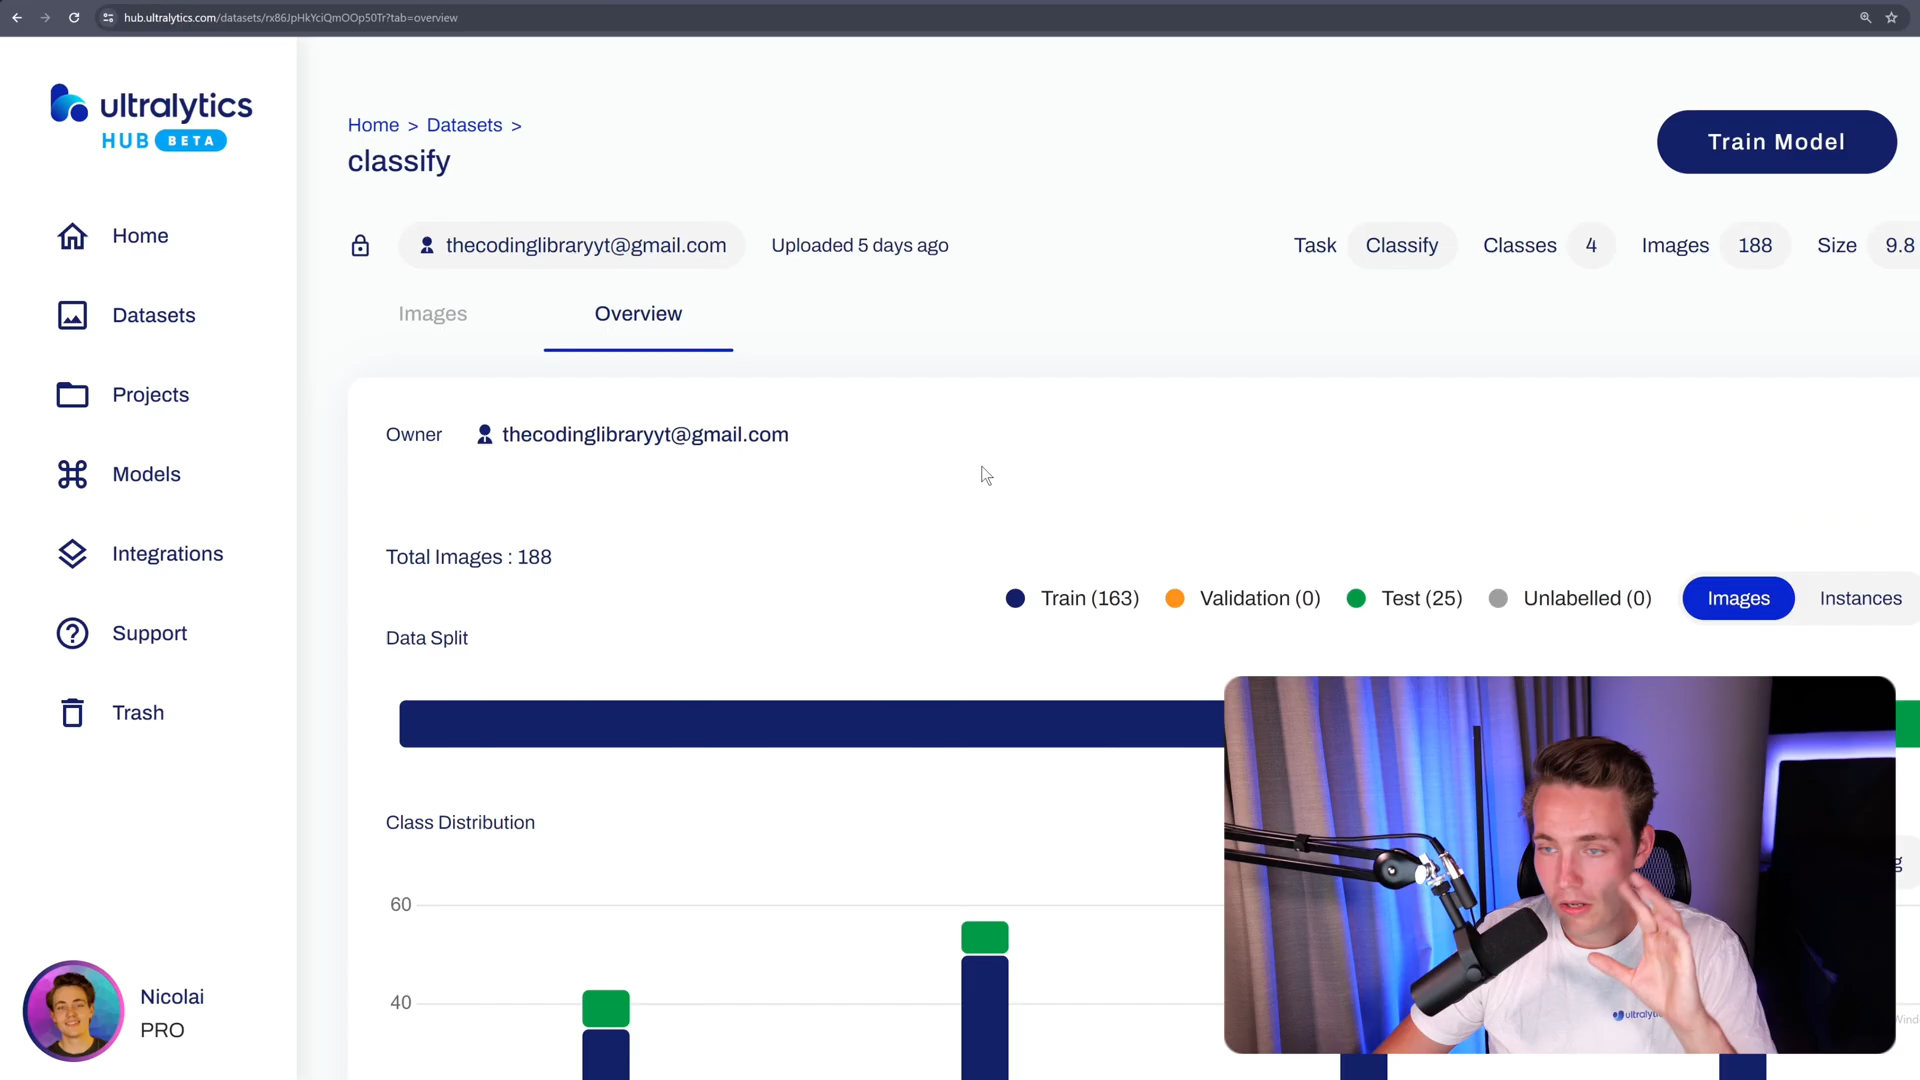 hub.ultralytics.com/datasets/rx86JpHkYciQmOOp50Tr?tab=overview
ultralytics
HUB BETA
Home
Datasets
Projects
Models
Integrations
Support
Trash
Nicolai
PRO
Home > Datasets >
classify
Train Model
thecodinglibraryyt@gmail.com Uploaded 5 days ago
Task Classify Classes 4 Images 188 Size 9.8
Images Overview
Owner thecodinglibraryyt@gmail.com
Total Images : 188
Train (163) Validation (0) Test (25) Unlabelled (0) Images Instances
Data Split
Class Distribution
60
40